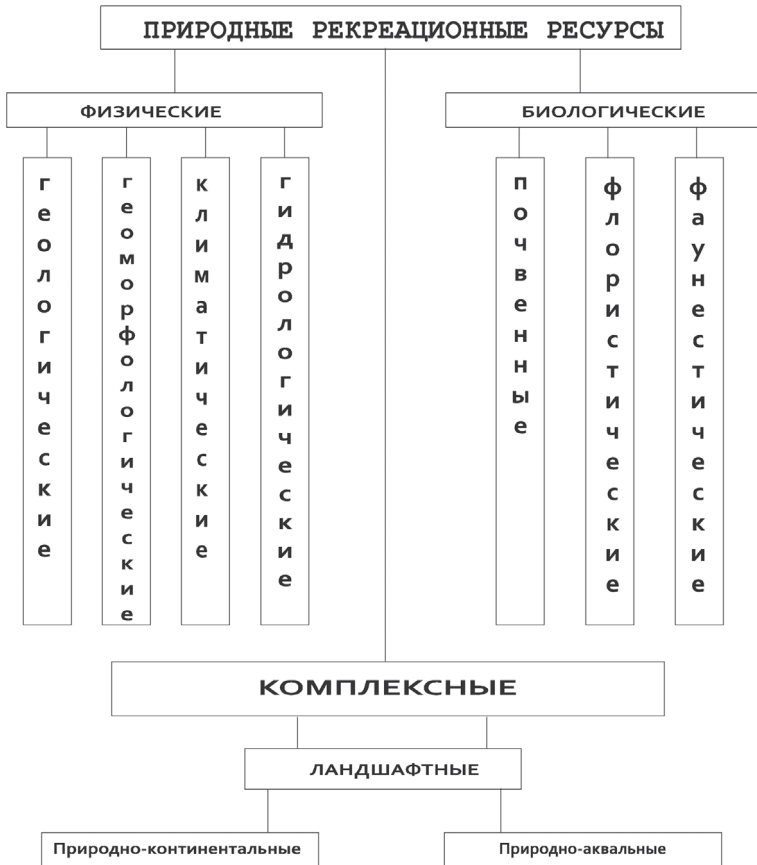 ПРИРОДНЫЕ РЕКРЕАЦИОННЫЕ РЕСУРСЫ
ФИЗИЧЕСКИЕ
БИОЛОГИЧЕСКИЕ
геологические
геоморфологические
климатические
гидрологические
почвенные
флористические
фаунестические
КОМПЛЕКСНЫЕ
ЛАНДШАФТНЫЕ
Природно-континентальные
Природно-аквальные